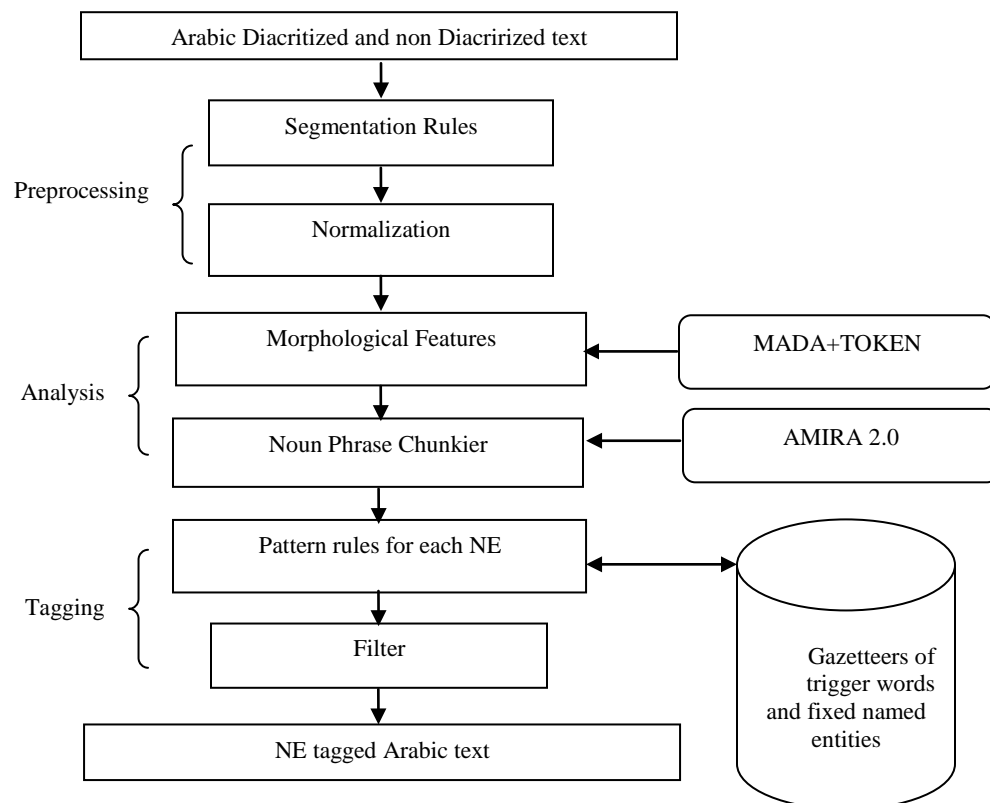 Arabic Diacritized and non Diacrirized text
Segmentation Rules
Preprocessing
Normalization
Morphological Features
MADA+TOKEN
Analysis
Noun Phrase Chunkier
AMIRA 2.0
Pattern rules for each NE
Tagging
Filter
Gazetteers of
trigger words
and fixed named
entities
NE tagged Arabic text